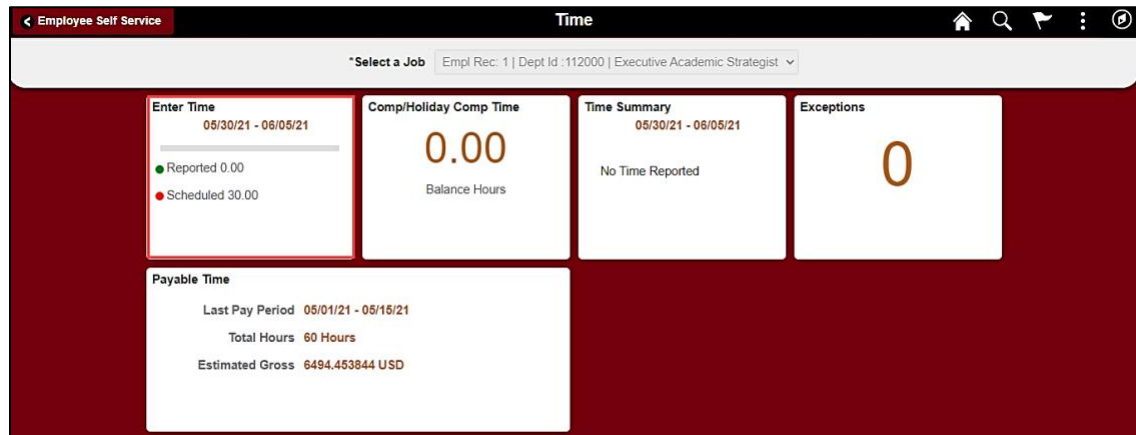 Employee Self Service
Time
*Select a Job Empl Rec: 1 | Dept Id :112000 | Executive Academic Strategist
Enter Time
05/30/21 - 06/05/21
Reported 0.00
Scheduled 30.00
Comp/Holiday Comp Time
0.00
Balance Hours
Time Summary
05/30/21 - 06/05/21
No Time Reported
Exceptions
0
Payable Time
Last Pay Period 05/01/21 - 05/15/21
Total Hours 60 Hours
Estimated Gross 6494.453844 USD